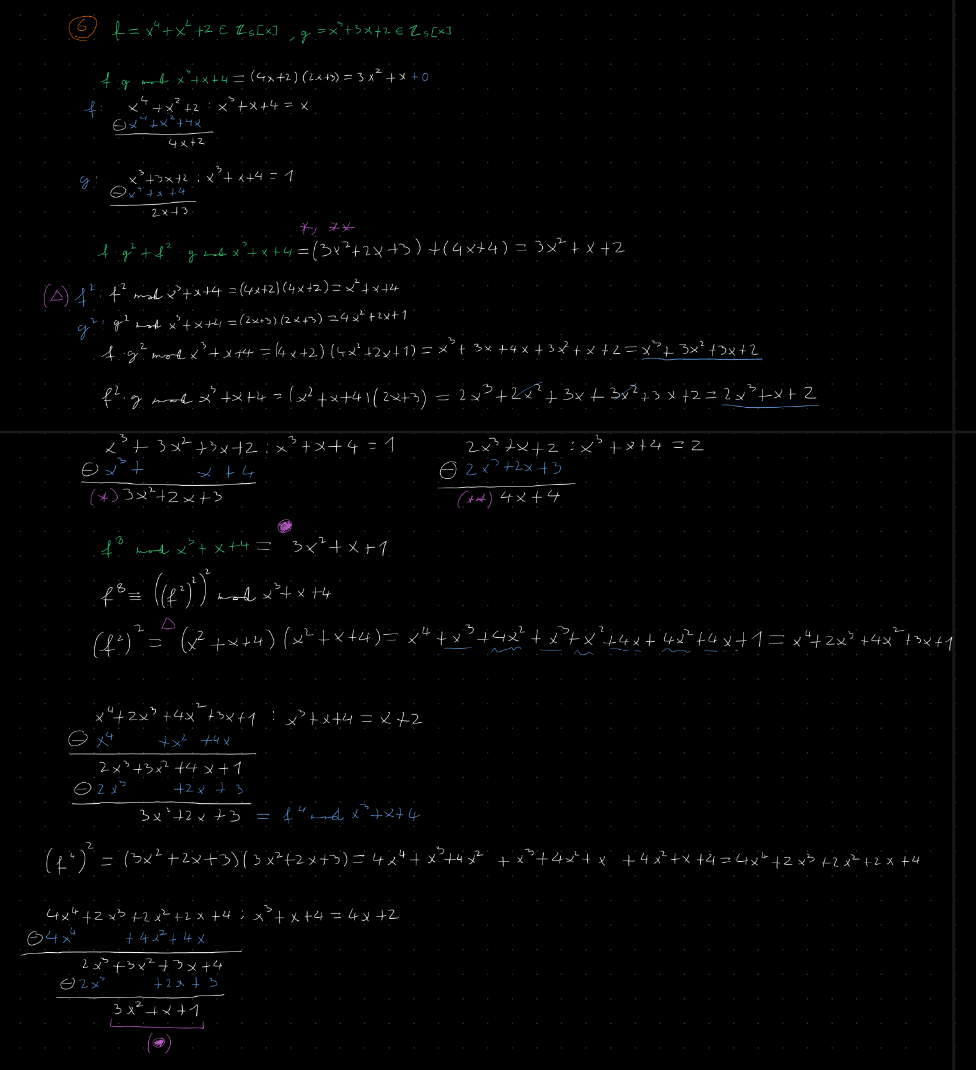 6 f = x⁴+x²+2 ∈ ℤ₅[x], g = x³+3x+2 ∈ ℤ₅[x]
f·g mod x³+x+4 = (4x+2)(2x+3) = 3x²+x+0
f: x⁴+x²+2 : x³+x+4 = x
⊖ x⁴+x²+4x
4x+2
g: x³+3x+2 : x³+x+4 = 1
⊖ x³+x+4
2x+3
*, **
f·g²+f²·g mod x³+x+4 = (3x²+2x+3)+(4x+4) = 3x²+x+2
(Δ) f²: f² mod x³+x+4 = (4x+2)(4x+2) = x²+x+4
g²: g² mod x³+x+4 = (2x+3)(2x+3) = 4x²+2x+1
f·g² mod x³+x+4 = (4x+2)(4x²+2x+1) = x³+3x+4x+3x²+x+2 = x³+3x²+3x+2
f²·g mod x³+x+4 = (x²+x+4)(2x+3) = 2x³+2x²+3x+3x²+3x+2 = 2x³+x+2
x³+3x²+3x+2 : x³+x+4 = 1
⊖ x³+ x+4
(*) 3x²+2x+3
2x³+x+2 : x³+x+4 = 2
⊖ 2x³+2x+3
(**) 4x+4
f⁸ mod x³+x+4 = 3x²+x+1
f⁸ ≡ ((f²)²)² mod x³+x+4
Δ
(f²)² = (x²+x+4)(x²+x+4) = x⁴+x³+4x²+x³+x²+4x+4x²+4x+1 = x⁴+2x³+4x²+3x+1
x⁴+2x³+4x²+3x+1 : x³+x+4 = x+2
⊖ x⁴ +x² +4x
2x³+3x²+4x+1
⊖ 2x³ +2x+3
3x²+2x+3 = f⁴ mod x³+x+4
(f⁴)² = (3x²+2x+3)(3x²+2x+3) = 4x⁴+x³+4x² +x³+4x²+x +4x²+x+4 = 4x⁴+2x³+2x²+2x+4
4x⁴+2x³+2x²+2x+4 : x³+x+4 = 4x+2
⊖ 4x⁴ +4x²+4x
2x³+3x²+3x+4
⊖ 2x³ +2x+3
3x²+x+1